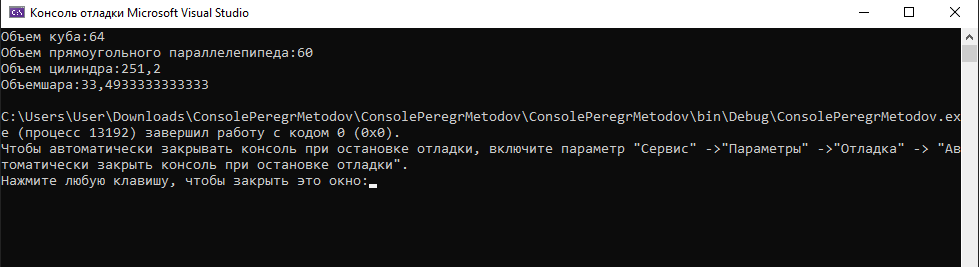 Консоль отладки Microsoft Visual Studio
Объем куба:64
Объем прямоугольного параллелепипеда:60
Объем цилиндра:251,2
Объемшара:33,4933333333333
C:\Users\User\Downloads\ConsolePeregrMetodov\ConsolePeregrMetodov\ConsolePeregrMetodov\bin\Debug\ConsolePeregrMetodov.ex
e (процесс 13192) завершил работу с кодом 0 (0x0).
Чтобы автоматически закрывать консоль при остановке отладки, включите параметр "Сервис" ->"Параметры" ->"Отладка" -> "Ав
томатически закрыть консоль при остановке отладки".
Нажмите любую клавишу, чтобы закрыть это окно: